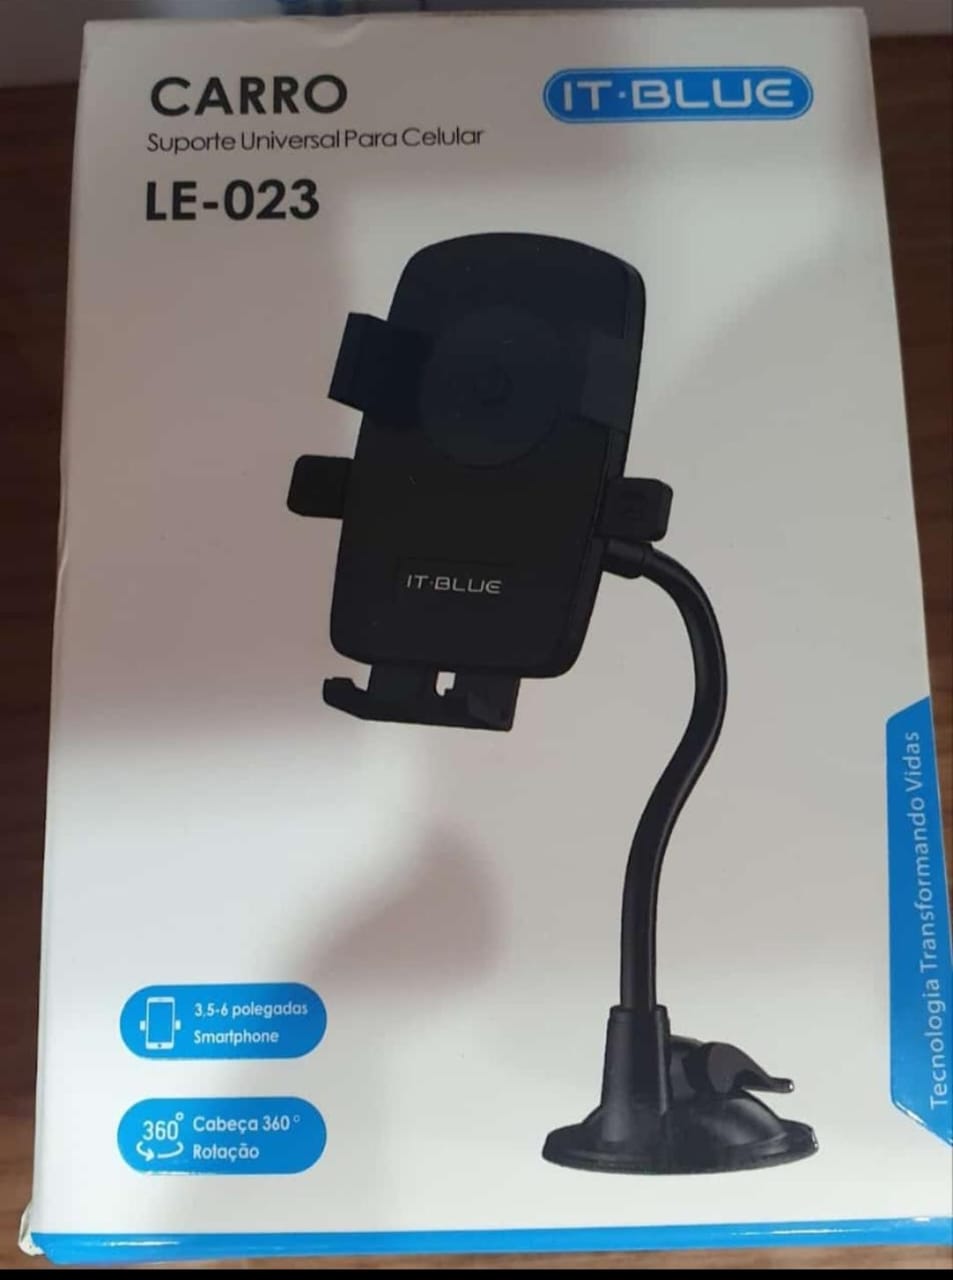 CARRO
IT·BLUE
Suporte Universal Para Celular
LE-023
IT·BLUE
Tecnologia Transformando Vidas
3,5-6 polegadas
Smartphone
360° Cabeça 360°
Rotação